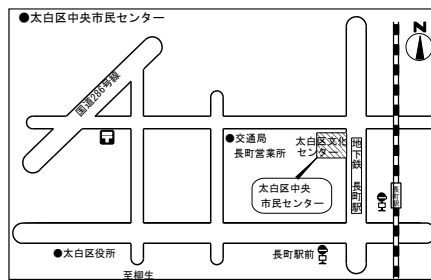 ●太白区中央市民センター
N
国道286号線
●交通局
長町営業所
太白区文化
センター
地下鉄 長町駅
長町駅
太白区中央
市民センター
●太白区役所
長町駅前
至柳生